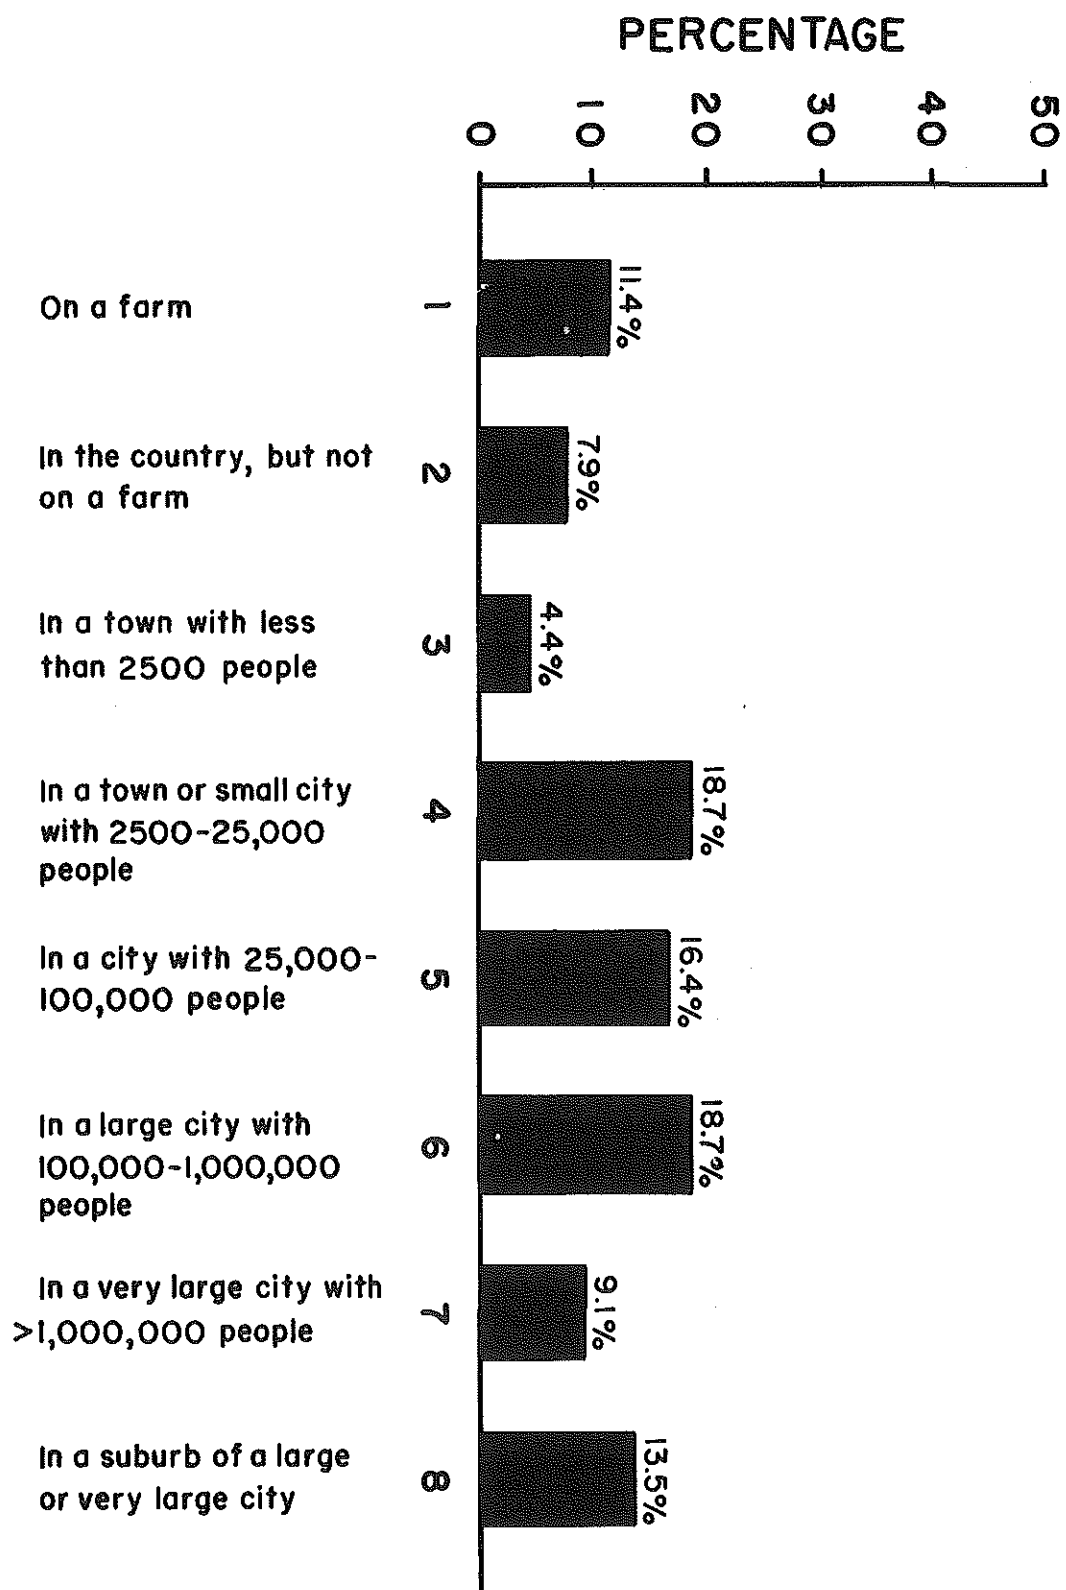 PERCENTAGE
0
10
20
30
40
50
On a farm
1
11.4%
In the country, but not
on a farm
2
7.9%
In a town with less
than 2500 people
3
4.4%
In a town or small city
with 2500-25,000
people
4
18.7%
In a city with 25,000-
100,000 people
5
16.4%
In a large city with
100,000-1,000,000
people
6
18.7%
In a very large city with
>1,000,000 people
7
9.1%
In a suburb of a large
or very large city
8
13.5%